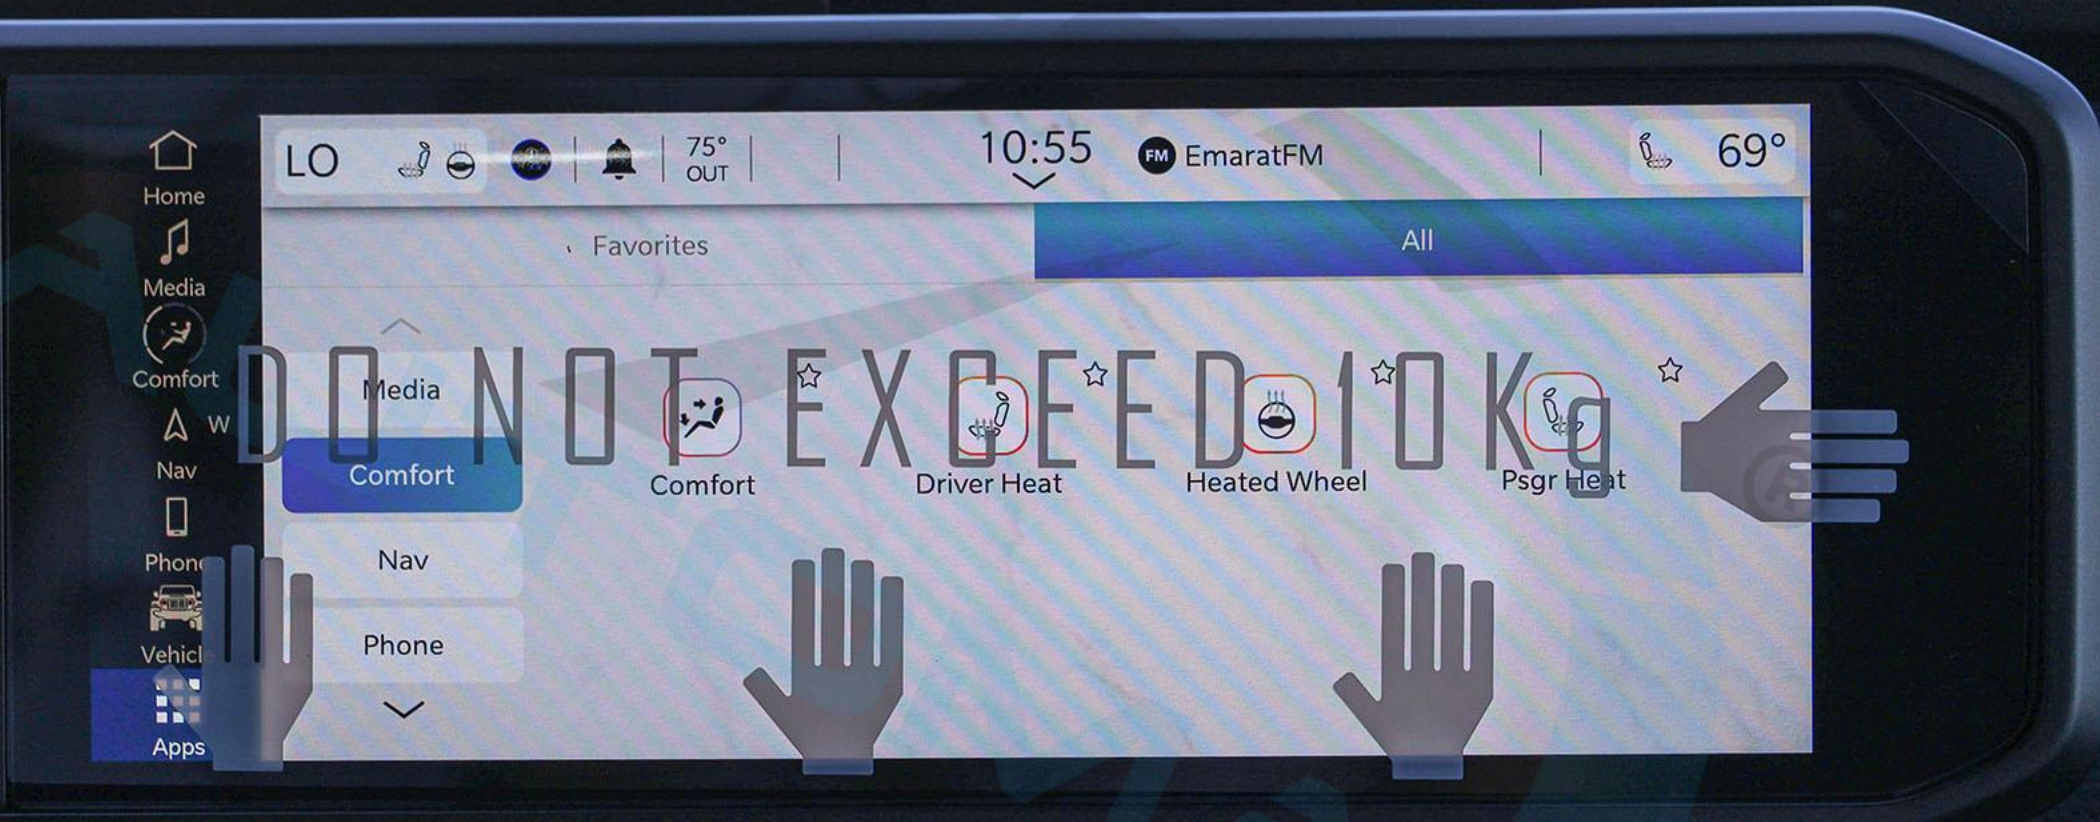 LO
75° OUT
10:55
FM EmaratFM
69°
Favorites
All
Home
Media
Comfort
W
Nav
Phone
Vehicle
Apps
Media
Comfort
Nav
Phone
Comfort
Driver Heat
Heated Wheel
Psgr Heat
DO NOT EXCEED 10Kg